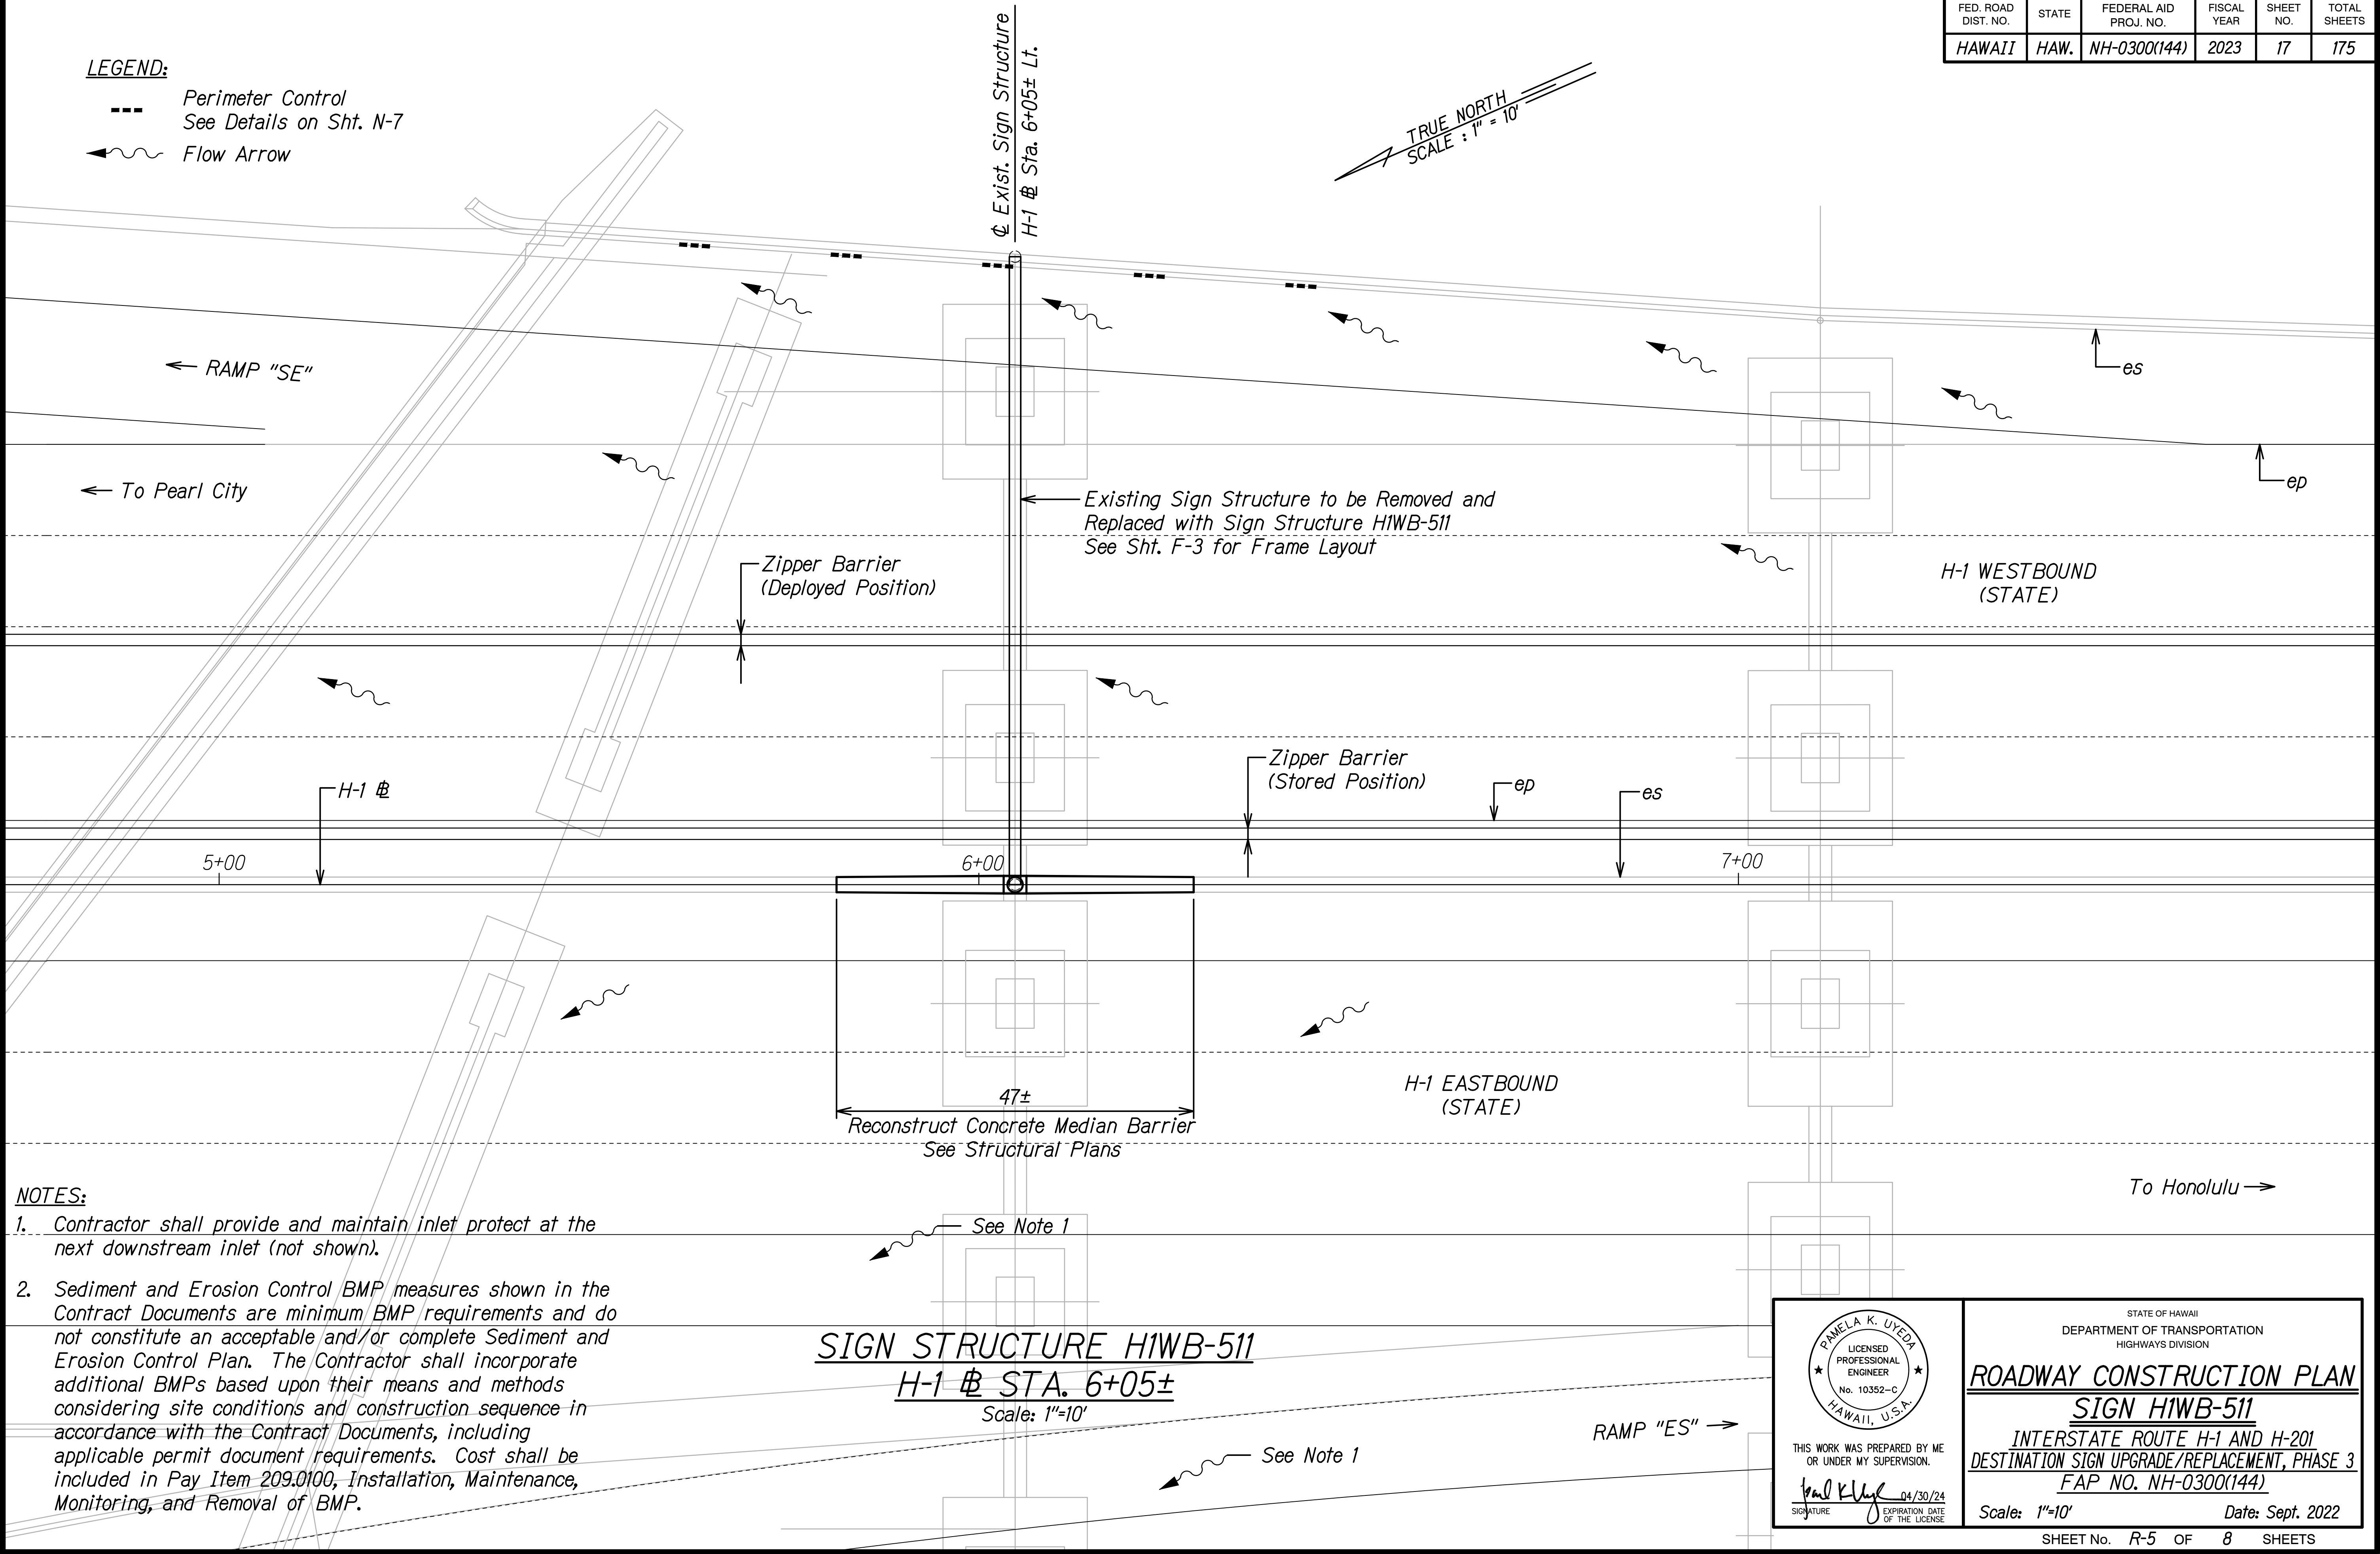 FED. ROAD DIST. NO. STATE FEDERAL AID PROJ. NO. FISCAL YEAR SHEET NO. TOTAL SHEETS
HAWAII HAW. NH-0300(144) 2023 17 175
LEGEND:
Perimeter Control
See Details on Sht. N-7
Flow Arrow
℄ Exist. Sign Structure
H-1 BL Sta. 6+05± Lt.
TRUE NORTH
SCALE : 1" = 10'
RAMP "SE"
es
To Pearl City
ep
Existing Sign Structure to be Removed and
Replaced with Sign Structure H1WB-511
See Sht. F-3 for Frame Layout
Zipper Barrier
(Deployed Position)
H-1 WESTBOUND
(STATE)
Zipper Barrier
(Stored Position)
ep
es
H-1 BL
5+00
6+00
7+00
47±
Reconstruct Concrete Median Barrier
See Structural Plans
H-1 EASTBOUND
(STATE)
To Honolulu
NOTES:
1. Contractor shall provide and maintain inlet protect at the
next downstream inlet (not shown).
2. Sediment and Erosion Control BMP measures shown in the
Contract Documents are minimum BMP requirements and do
not constitute an acceptable and/or complete Sediment and
Erosion Control Plan. The Contractor shall incorporate
additional BMPs based upon their means and methods
considering site conditions and construction sequence in
accordance with the Contract Documents, including
applicable permit document requirements. Cost shall be
included in Pay Item 209.0100, Installation, Maintenance,
Monitoring, and Removal of BMP.
See Note 1
SIGN STRUCTURE H1WB-511
H-1 BL STA. 6+05±
Scale: 1"=10'
See Note 1
RAMP "ES"
PAMELA K. UYEDA
LICENSED
PROFESSIONAL
ENGINEER
No. 10352-C
HAWAII, U.S.A.
THIS WORK WAS PREPARED BY ME
OR UNDER MY SUPERVISION.
04/30/24
SIGNATURE EXPIRATION DATE
OF THE LICENSE
STATE OF HAWAII
DEPARTMENT OF TRANSPORTATION
HIGHWAYS DIVISION
ROADWAY CONSTRUCTION PLAN
SIGN H1WB-511
INTERSTATE ROUTE H-1 AND H-201
DESTINATION SIGN UPGRADE/REPLACEMENT, PHASE 3
FAP NO. NH-0300(144)
Scale: 1"=10' Date: Sept. 2022
SHEET No. R-5 OF 8 SHEETS